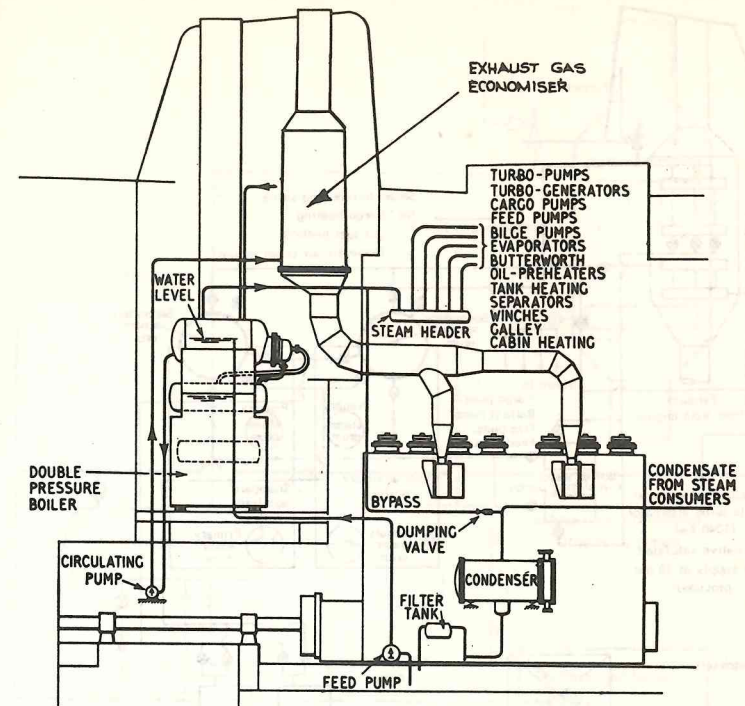 EXHAUST GAS
ECONOMISER
TURBO-PUMPS
TURBO-GENERATORS
CARGO PUMPS
FEED PUMPS
BILGE PUMPS
EVAPORATORS
BUTTERWORTH
OIL-PREHEATERS
TANK HEATING
SEPARATORS
WINCHES
GALLEY
CABIN HEATING
WATER
LEVEL
STEAM HEADER
DOUBLE
PRESSURE
BOILER
BYPASS
CONDENSATE
FROM STEAM
CONSUMERS
DUMPING
VALVE
CIRCULATING
PUMP
CONDENSER
FILTER
TANK
FEED PUMP